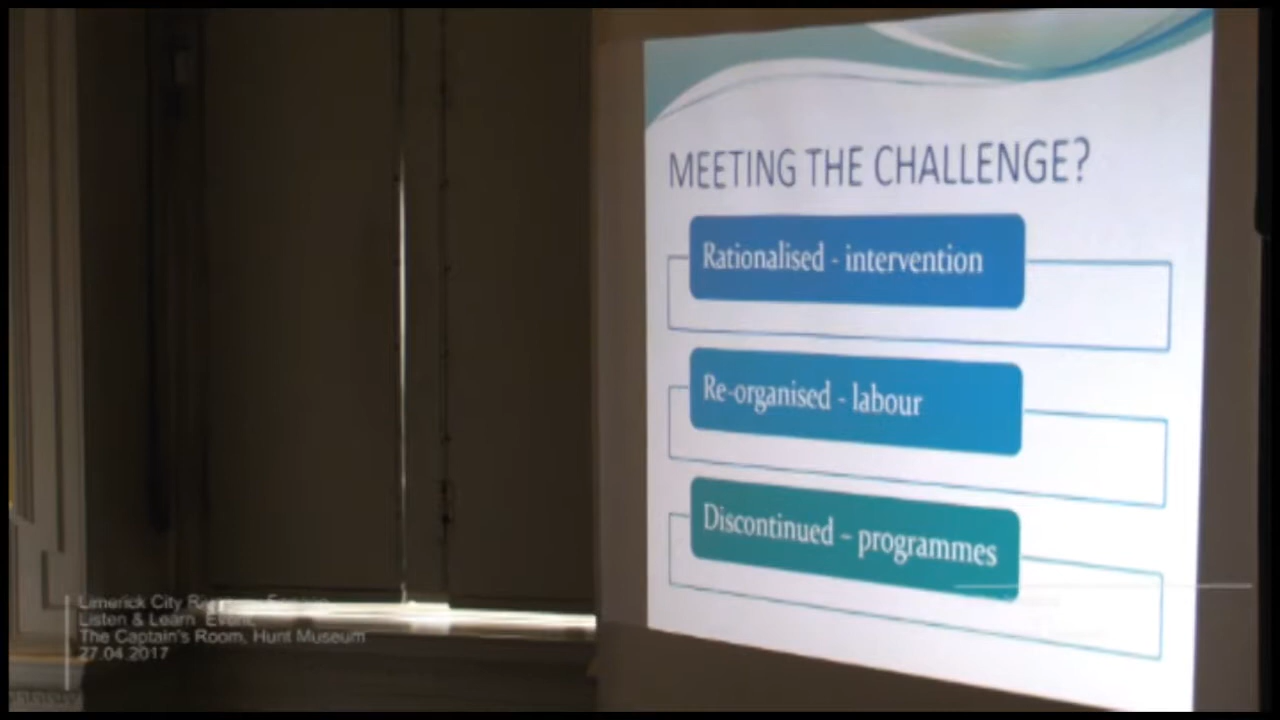 MEETING THE CHALLENGE?
Rationalised - intervention
Re-organised - labour
Discontinued – programmes
Limerick City
Listen & Learn Event,
The Captain's Room, Hunt Museum
27.04.2017